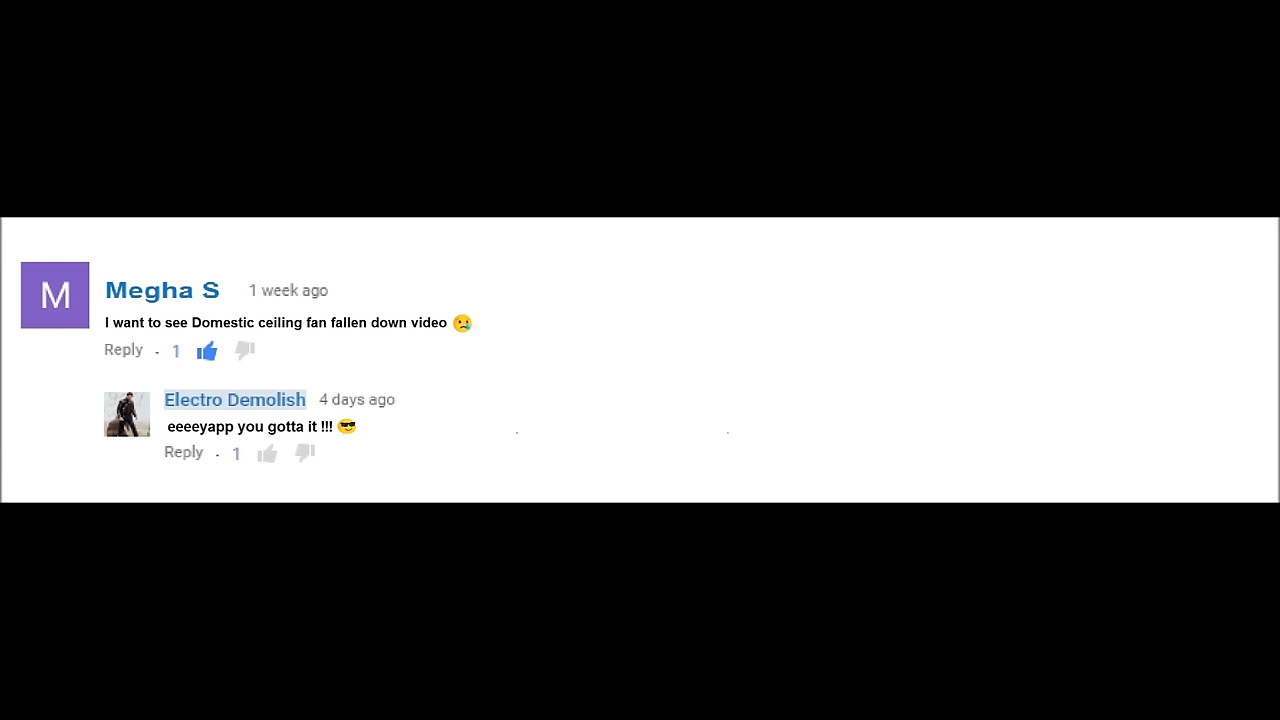 M
Megha S 1 week ago
I want to see Domestic ceiling fan fallen down video 😢
Reply . 1
Electro Demolish 4 days ago
eeeeyapp you gotta it !!! 😎
Reply . 1